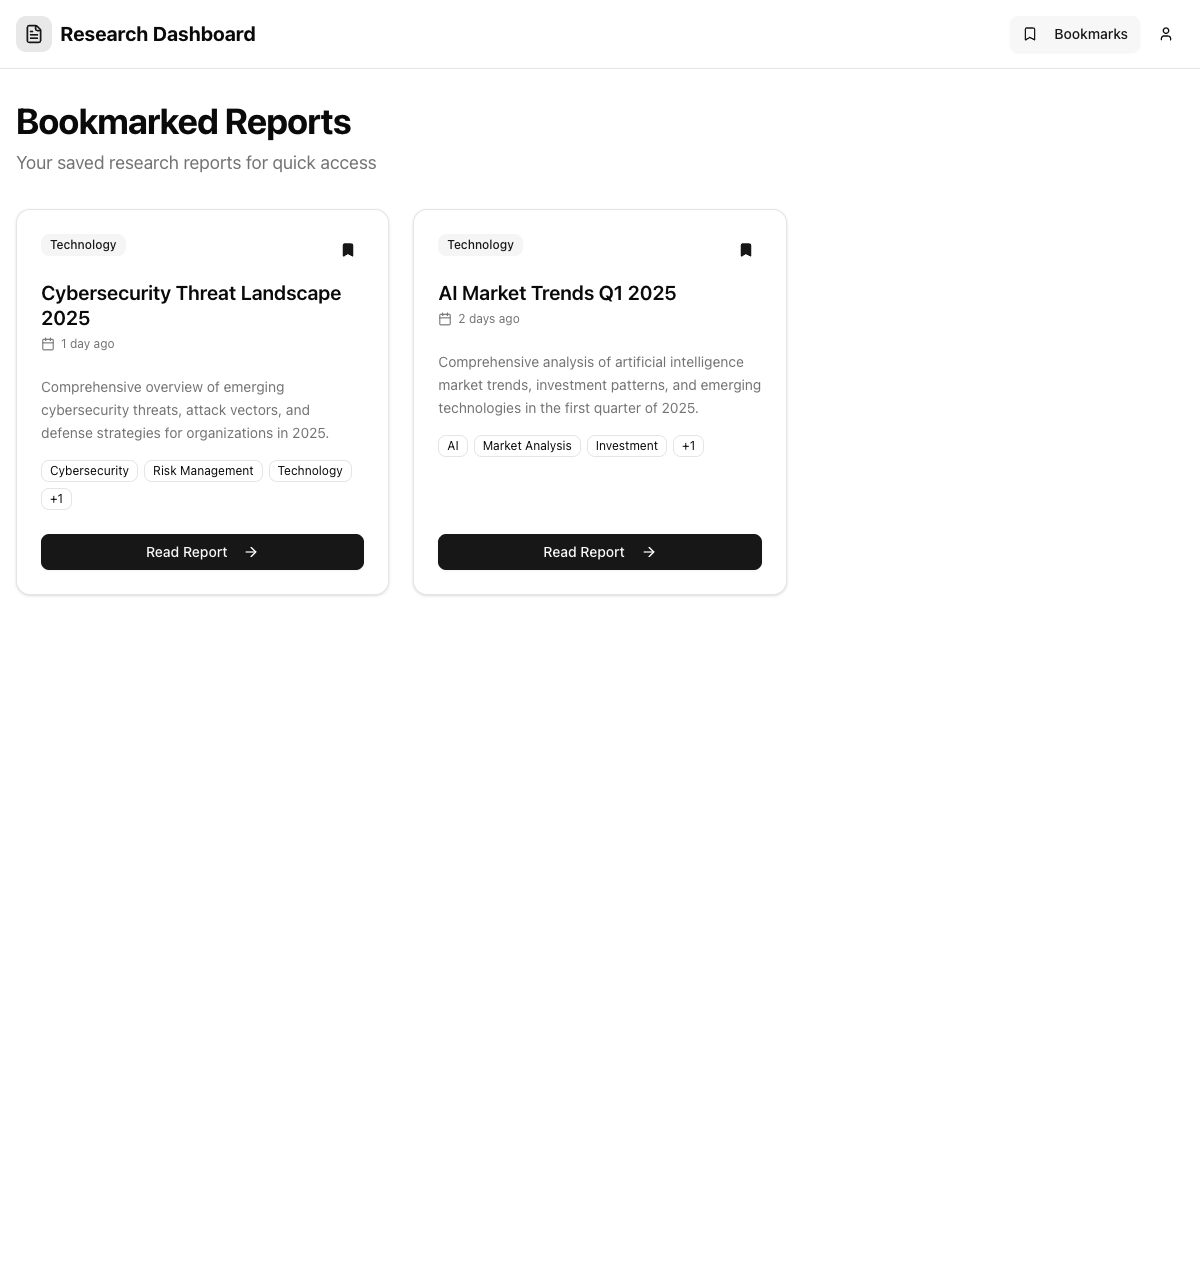 Research Dashboard
Bookmarks
Bookmarked Reports
Your saved research reports for quick access
Technology
Cybersecurity Threat Landscape
2025
1 day ago
Comprehensive overview of emerging
cybersecurity threats, attack vectors, and
defense strategies for organizations in 2025.
Cybersecurity
Risk Management
Technology
+1
Read Report
Technology
AI Market Trends Q1 2025
2 days ago
Comprehensive analysis of artificial intelligence
market trends, investment patterns, and emerging
technologies in the first quarter of 2025.
AI
Market Analysis
Investment
+1
Read Report